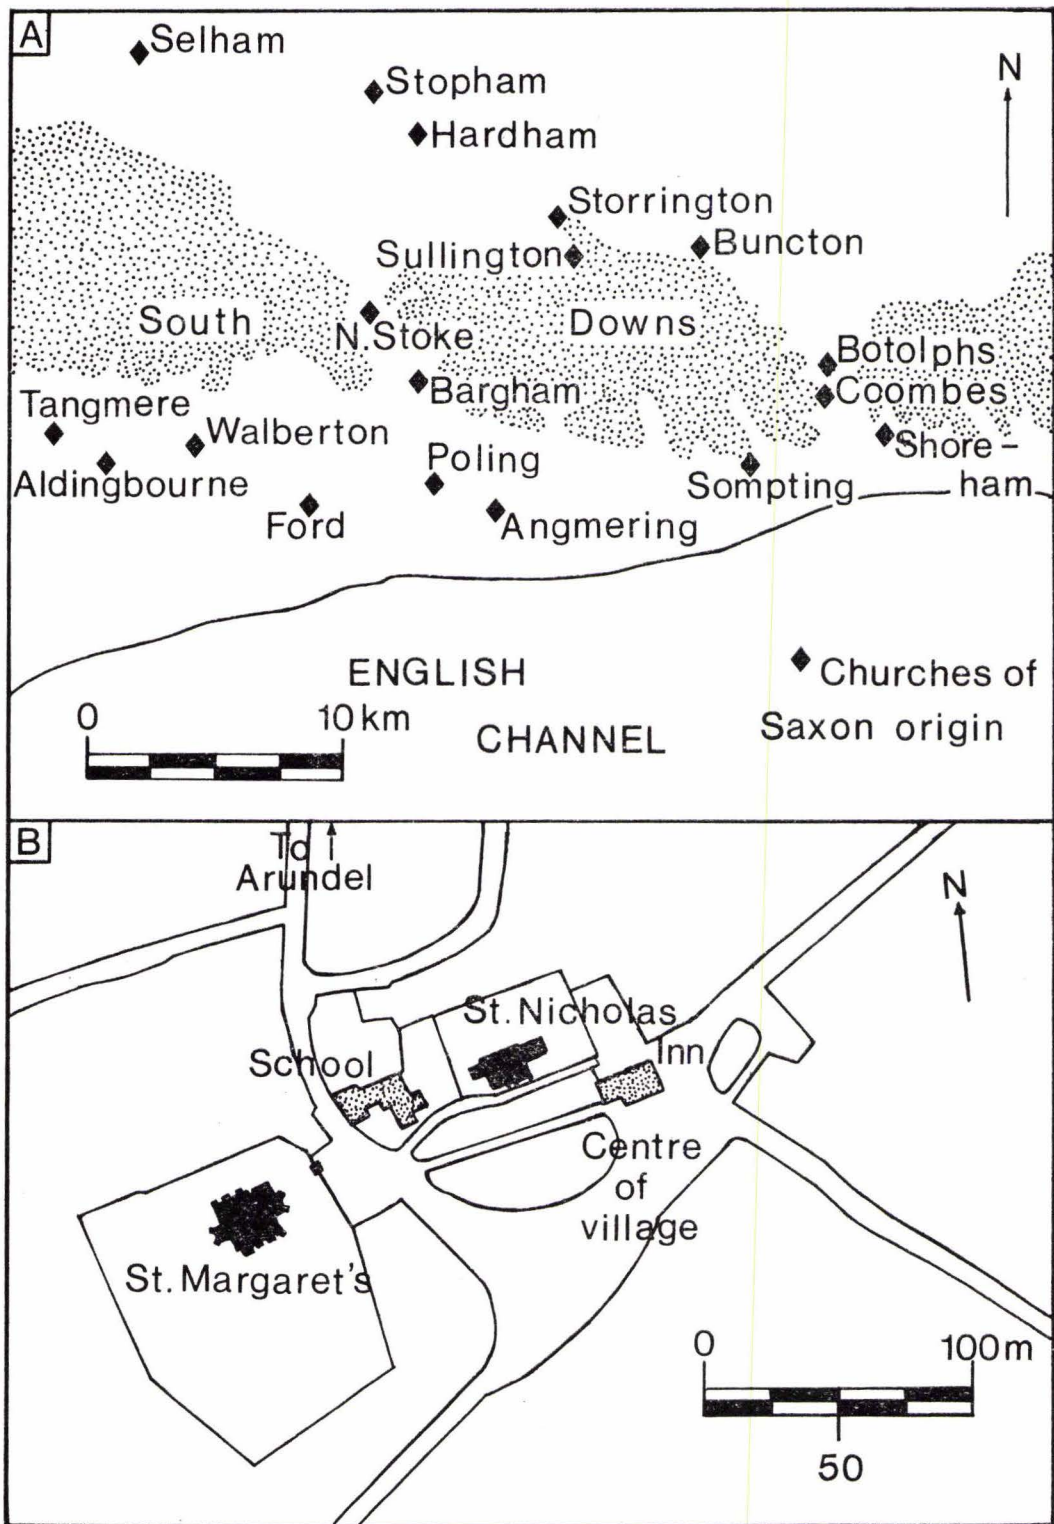 A
Selham
Stopham
N
Hardham
Storrington
Buncton
Sullington
South
Downs
N. Stoke
Botolphs
Bargham
Coombes
Tangmere
Walberton
Shore-
ham
Poling
Aldingbourne
Sompting
Ford
Angmering
ENGLISH
CHANNEL
Churches of
Saxon origin
0 10 km
B
To
Arundel
N
St. Nicholas
School
Inn
Centre
of
village
St. Margaret's
0 100 m
50